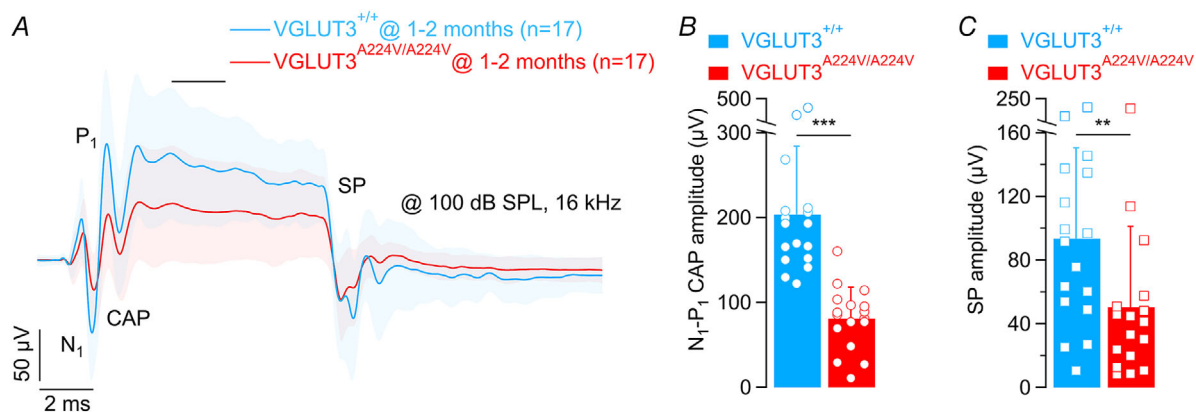 A
VGLUT3+/+ @ 1-2 months (n=17)
VGLUT3A224V/A224V @ 1-2 months (n=17)
P1
SP
@ 100 dB SPL, 16 kHz
CAP
N1
50 µV
2 ms
B
VGLUT3+/+
VGLUT3A224V/A224V
N1-P1 CAP amplitude (µV)
500
300
200
100
0
***
C
VGLUT3+/+
VGLUT3A224V/A224V
SP amplitude (µV)
250
160
120
80
40
0
**